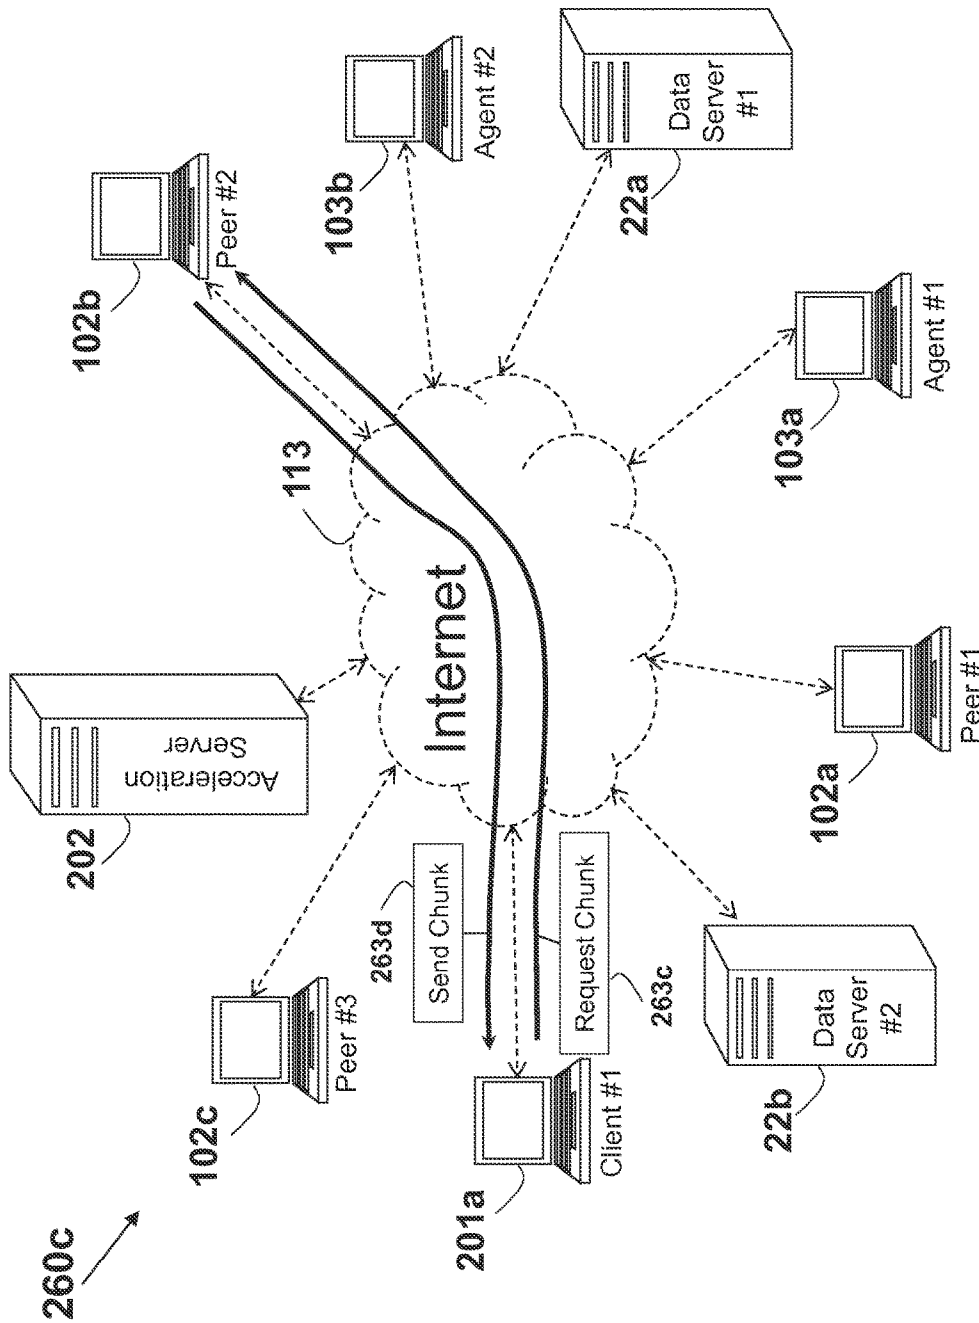 260c
102c
Peer #3
202
Acceleration
Server
113
102b
Peer #2
201a
Client #1
263d
Send Chunk
Request Chunk
263c
Internet
103b
Agent #2
22b
Data
Server
#2
102a
Peer #1
103a
Agent #1
22a
Data
Server
#1